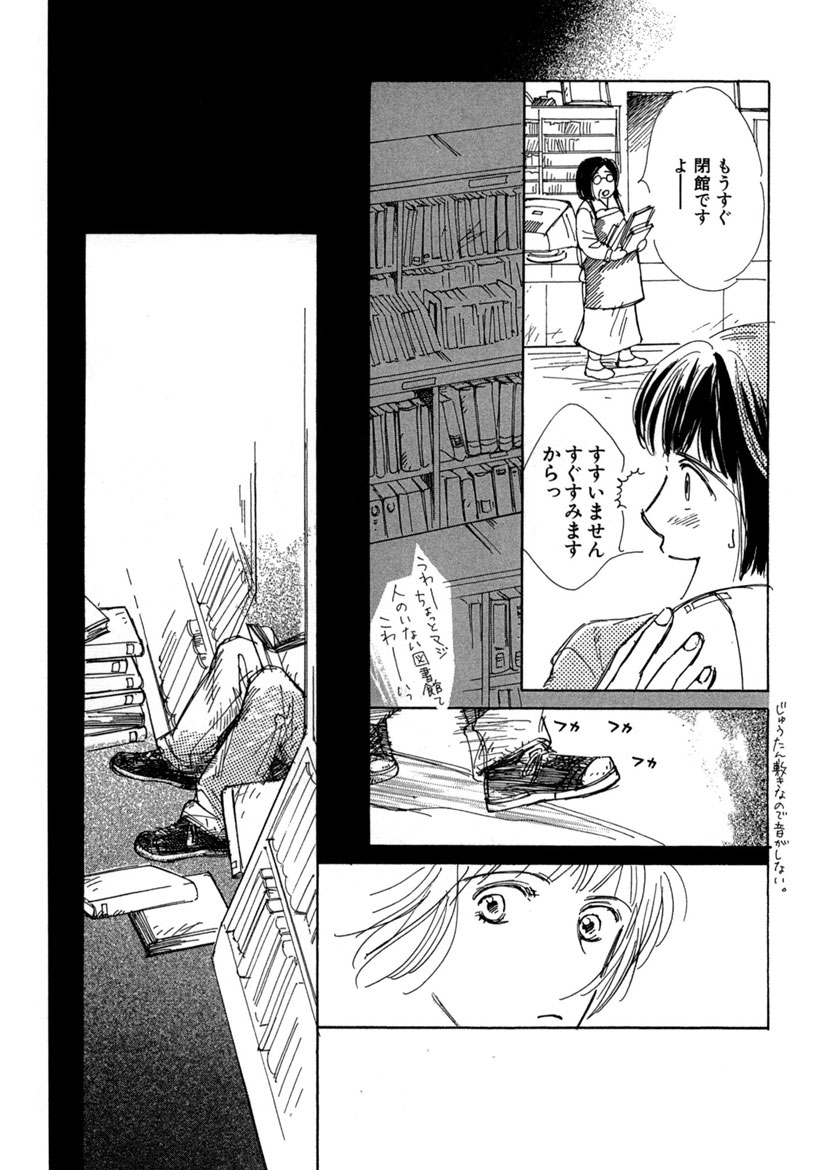 もうすぐ
閉館です
よ――
すすいません
すぐすみます
からっ
うわーちょっとマジ
人のいない図書館て
こわーいっ
フカ
フカ
じゅうたん敷きなので音がしない。